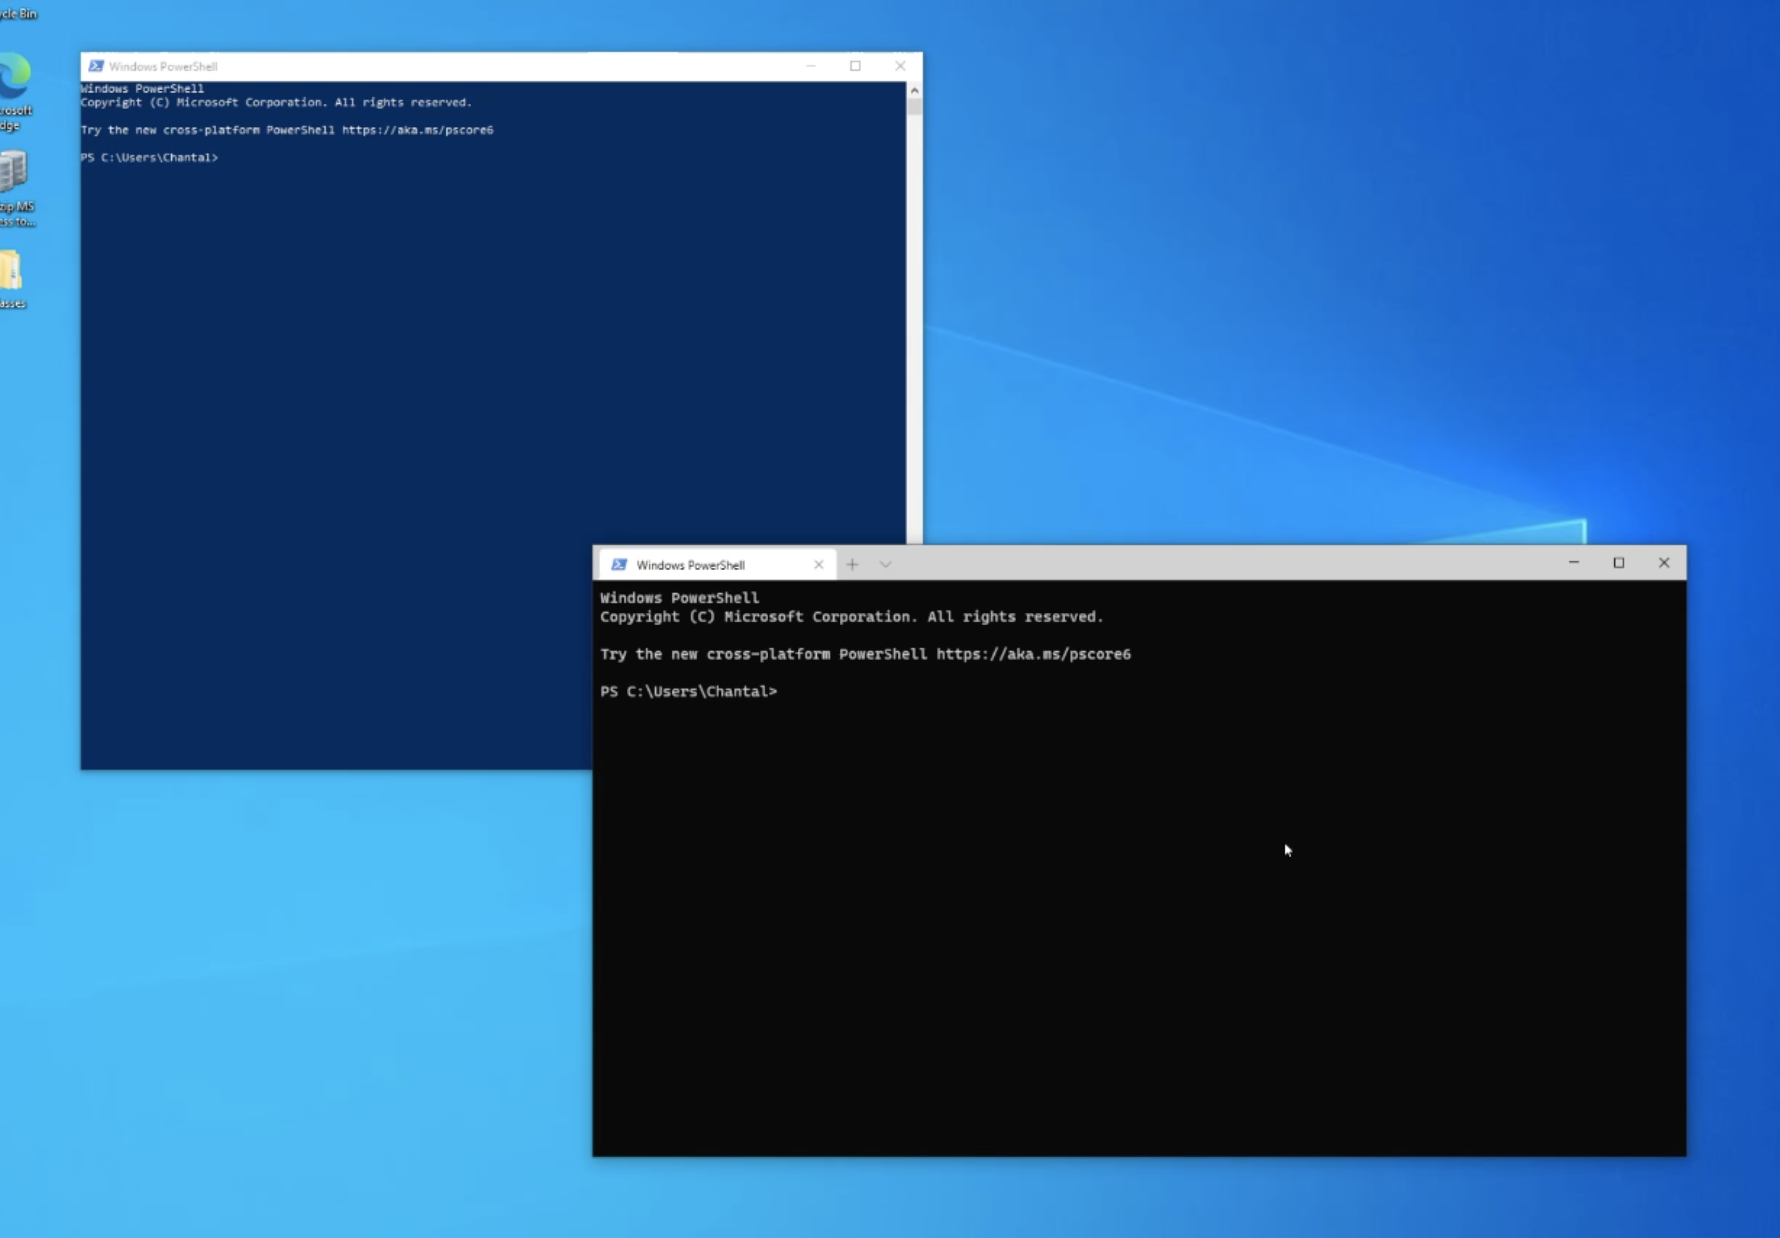 ycle Bin
rosoft
dge
zip MS
ess to...
asses
Windows PowerShell
Windows PowerShell
Copyright (C) Microsoft Corporation. All rights reserved.
Try the new cross-platform PowerShell https://aka.ms/pscore6
PS C:\Users\Chantal>
Windows PowerShell
Windows PowerShell
Copyright (C) Microsoft Corporation. All rights reserved.
Try the new cross-platform PowerShell https://aka.ms/pscore6
PS C:\Users\Chantal>